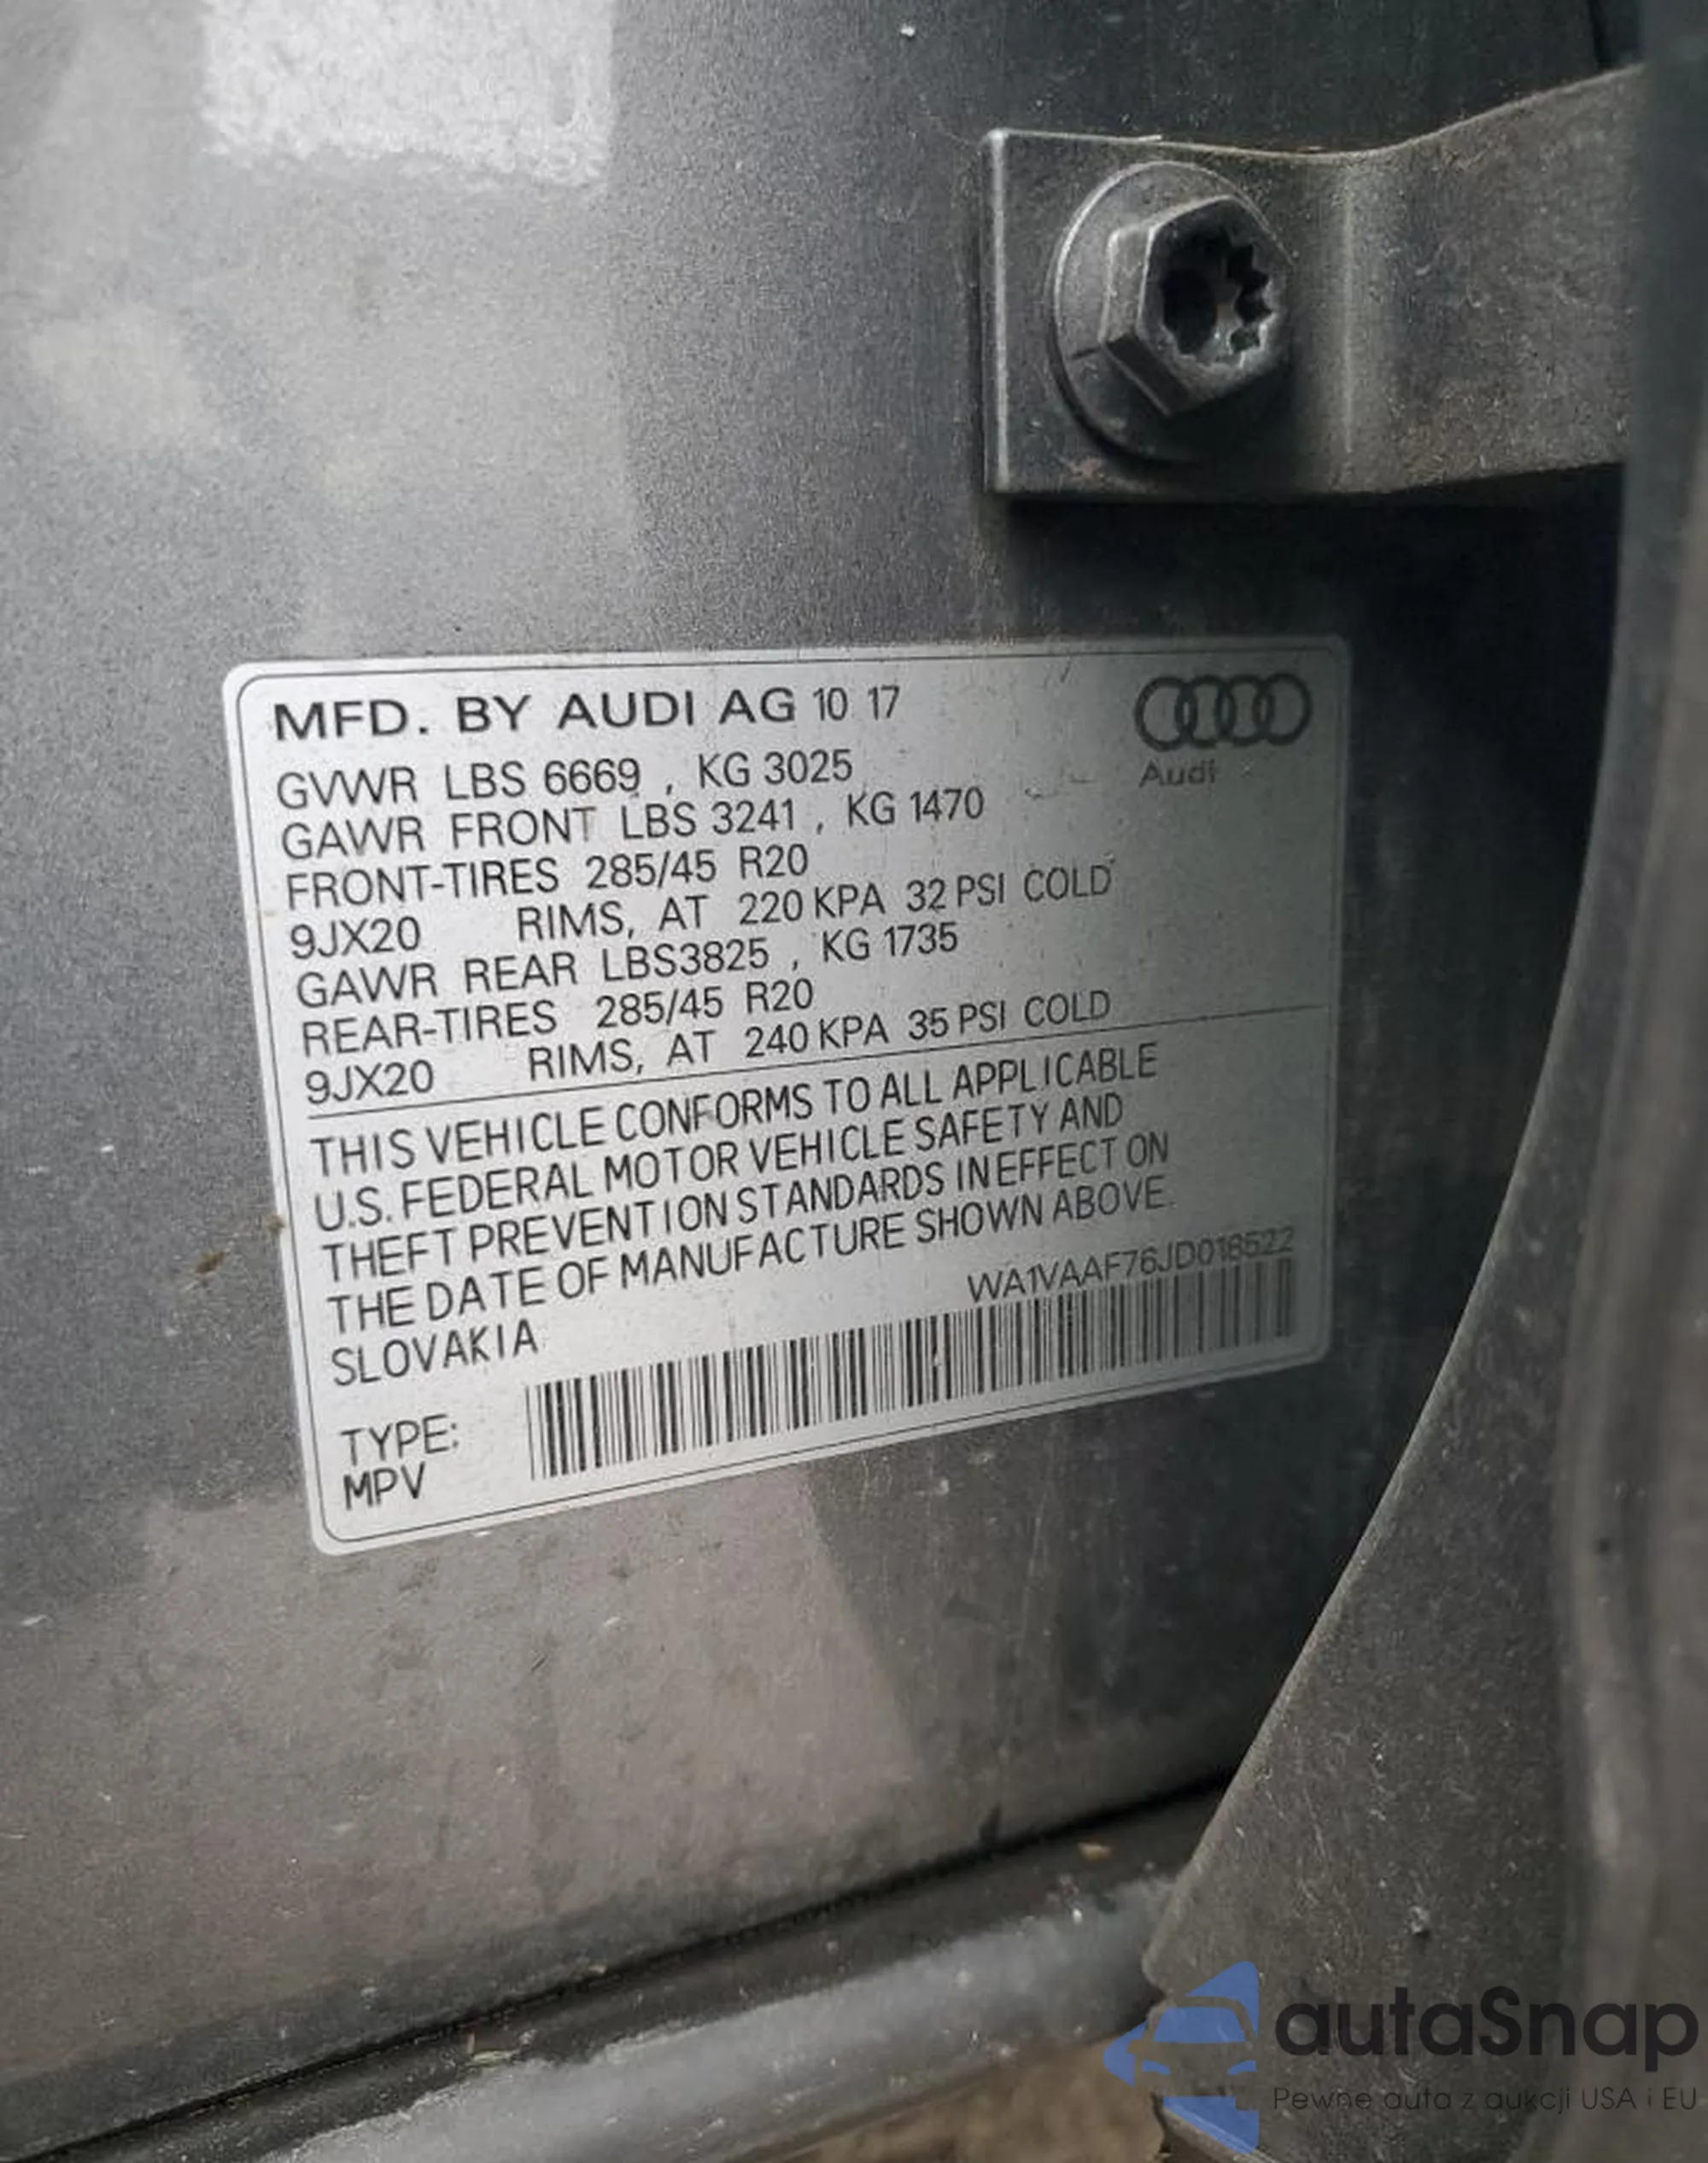 MFD. BY AUDI AG 10 17
Audi
GVWR LBS 6669 , KG 3025
GAWR FRONT LBS 3241 , KG 1470
FRONT-TIRES 285/45 R20
9JX20 RIMS, AT 220 KPA 32 PSI COLD
GAWR REAR LBS3825 , KG 1735
REAR-TIRES 285/45 R20
9JX20 RIMS, AT 240 KPA 35 PSI COLD
THIS VEHICLE CONFORMS TO ALL APPLICABLE
U.S. FEDERAL MOTOR VEHICLE SAFETY AND
THEFT PREVENTION STANDARDS IN EFFECT ON
THE DATE OF MANUFACTURE SHOWN ABOVE.
SLOVAKIA
WA1VAAF76JD018522
TYPE:
MPV
autaSnap
Pewne auta z aukcji USA i EU